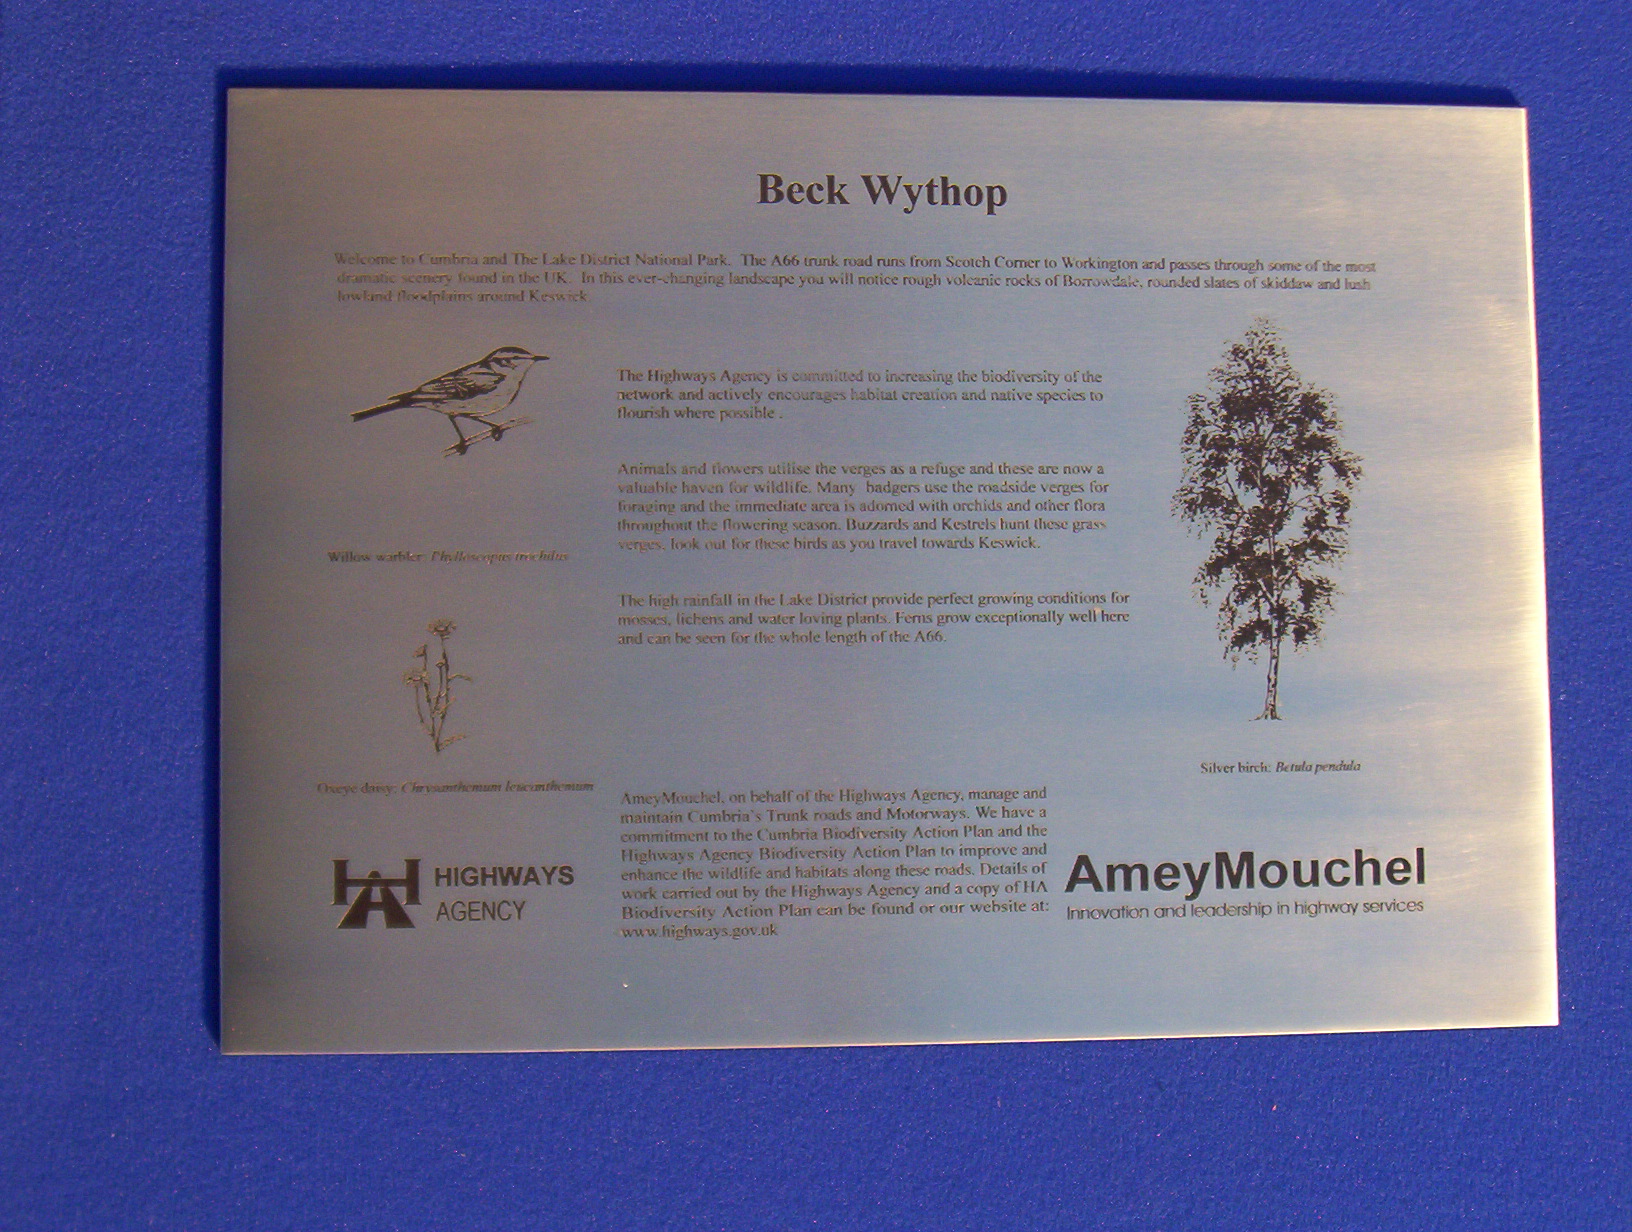 Beck Wythop
Welcome to Cumbria and The Lake District National Park. The A66 trunk road runs from Scotch Corner to Workington and passes through some of the most
dramatic scenery found in the UK. In this ever-changing landscape you will notice rough volcanic rocks of Borrowdale, rounded slates of skiddaw and lush
lowland floodplains around Keswick.
The Highways Agency is committed to increasing the biodiversity of the
network and actively encourages habitat creation and native species to
flourish where possible .
Animals and flowers utilise the verges as a refuge and these are now a
valuable haven for wildlife. Many badgers use the roadside verges for
foraging and the immediate area is adorned with orchids and other flora
throughout the flowering season. Buzzards and Kestrels hunt these grass
verges, look out for these birds as you travel towards Keswick.
Willow warbler: Phylloscopus trochilus
The high rainfall in the Lake District provide perfect growing conditions for
mosses, lichens and water loving plants. Ferns grow exceptionally well here
and can be seen for the whole length of the A66.
Silver birch: Betula pendula
Oxeye daisy: Chrysanthemum leucanthemum
AmeyMouchel, on behalf of the Highways Agency, manage and
maintain Cumbria`s Trunk roads and Motorways. We have a
commitment to the Cumbria Biodiversity Action Plan and the
Highways Agency Biodiversity Action Plan to improve and
enhance the wildlife and habitats along these roads. Details of
work carried out by the Highways Agency and a copy of HA
Biodiversity Action Plan can be found or our website at:
www.highways.gov.uk
HA HIGHWAYS
AGENCY
AmeyMouchel
Innovation and leadership in highway services